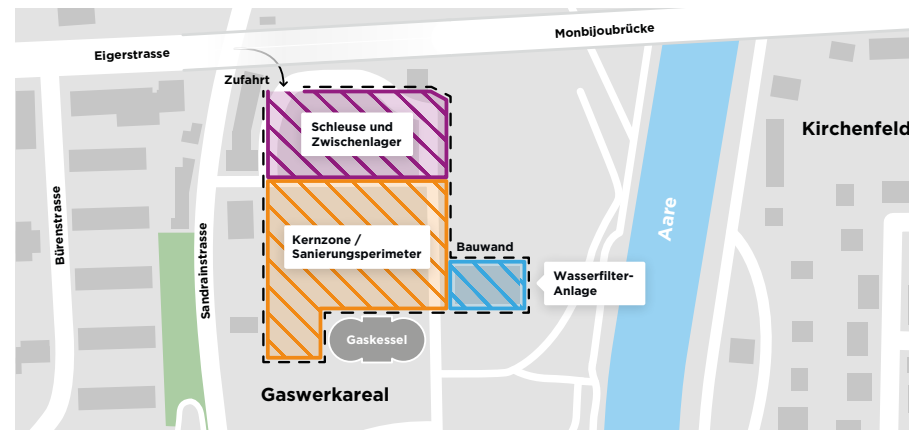 Monbijoubrücke
Eigerstrasse
Zufahrt
Schleuse und
Zwischenlager
Kirchenfeld
Bürenstrasse
Sandrainstrasse
Aare
Kernzone /
Sanierungsperimeter
Bauwand
Wasserfilter-
Anlage
Gaskessel
Gaswerkareal